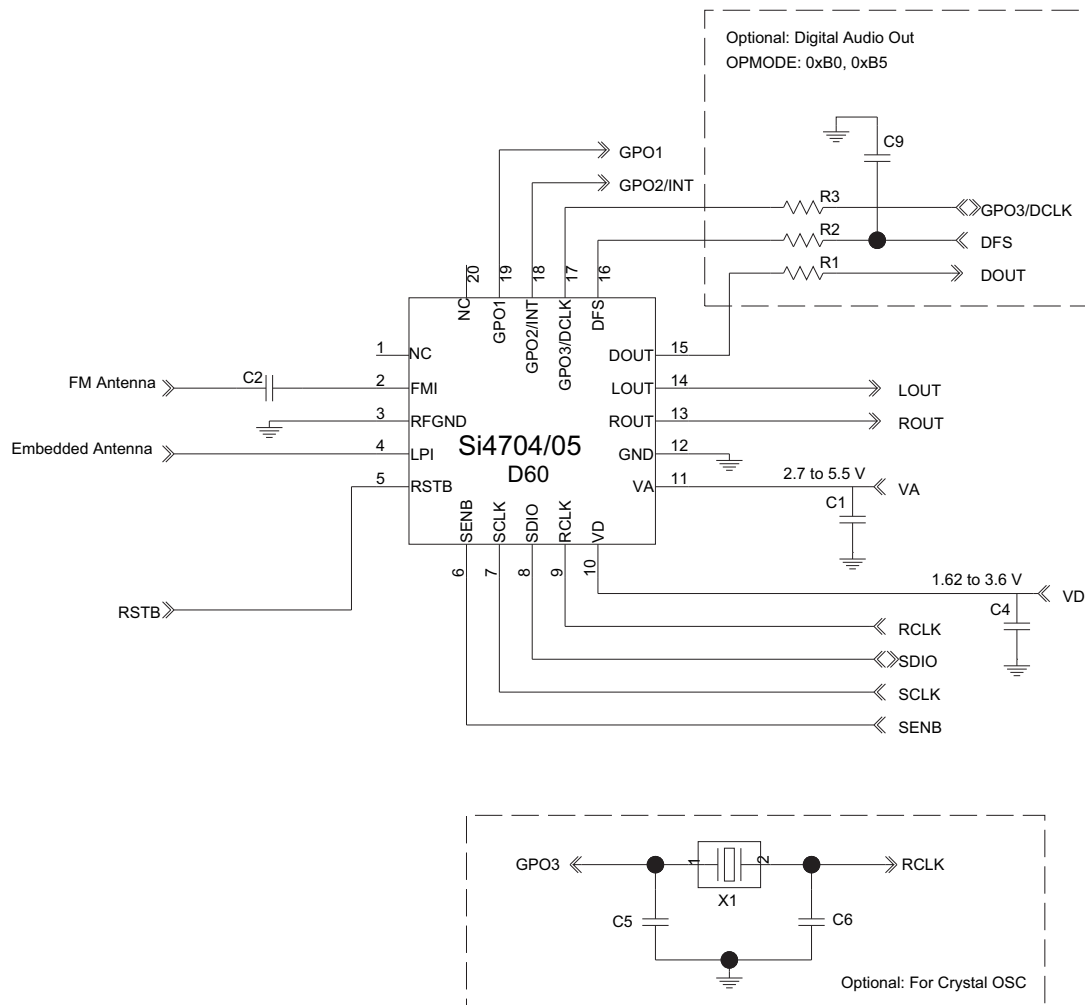 Optional: Digital Audio Out
OPMODE: 0xB0, 0xB5
C9
GPO1
GPO2/INT
R3
GPO3/DCLK
R2
DFS
R1
DOUT
20
19
18
17
16
NC
GPO1
GPO2/INT
GPO3/DCLK
DFS
1
NC
DOUT
15
FM Antenna
C2
2
FMI
LOUT
14
LOUT
3
RFGND
ROUT
13
ROUT
Embedded Antenna
4
LPI
Si4704/05
D60
GND
12
5
RSTB
VA
11
2.7 to 5.5 V
VA
C1
SENB
SCLK
SDIO
RCLK
VD
6
7
8
9
10
1.62 to 3.6 V
VD
C4
RSTB
RCLK
SDIO
SCLK
SENB
GPO3
1
2
RCLK
X1
C5
C6
Optional: For Crystal OSC